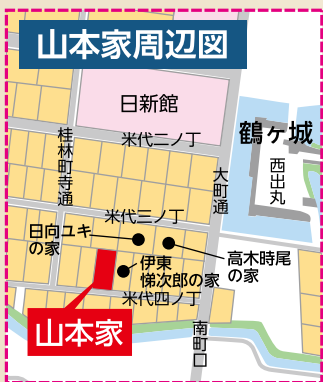 山本家周辺図
日新館
米代二ノ丁
桂林町寺通
鶴ヶ城
西出丸
大町通
米代三ノ丁
日向ユキ
の家
高木時尾
の家
伊東
悌次郎の家
米代四ノ丁
山本家
南町口